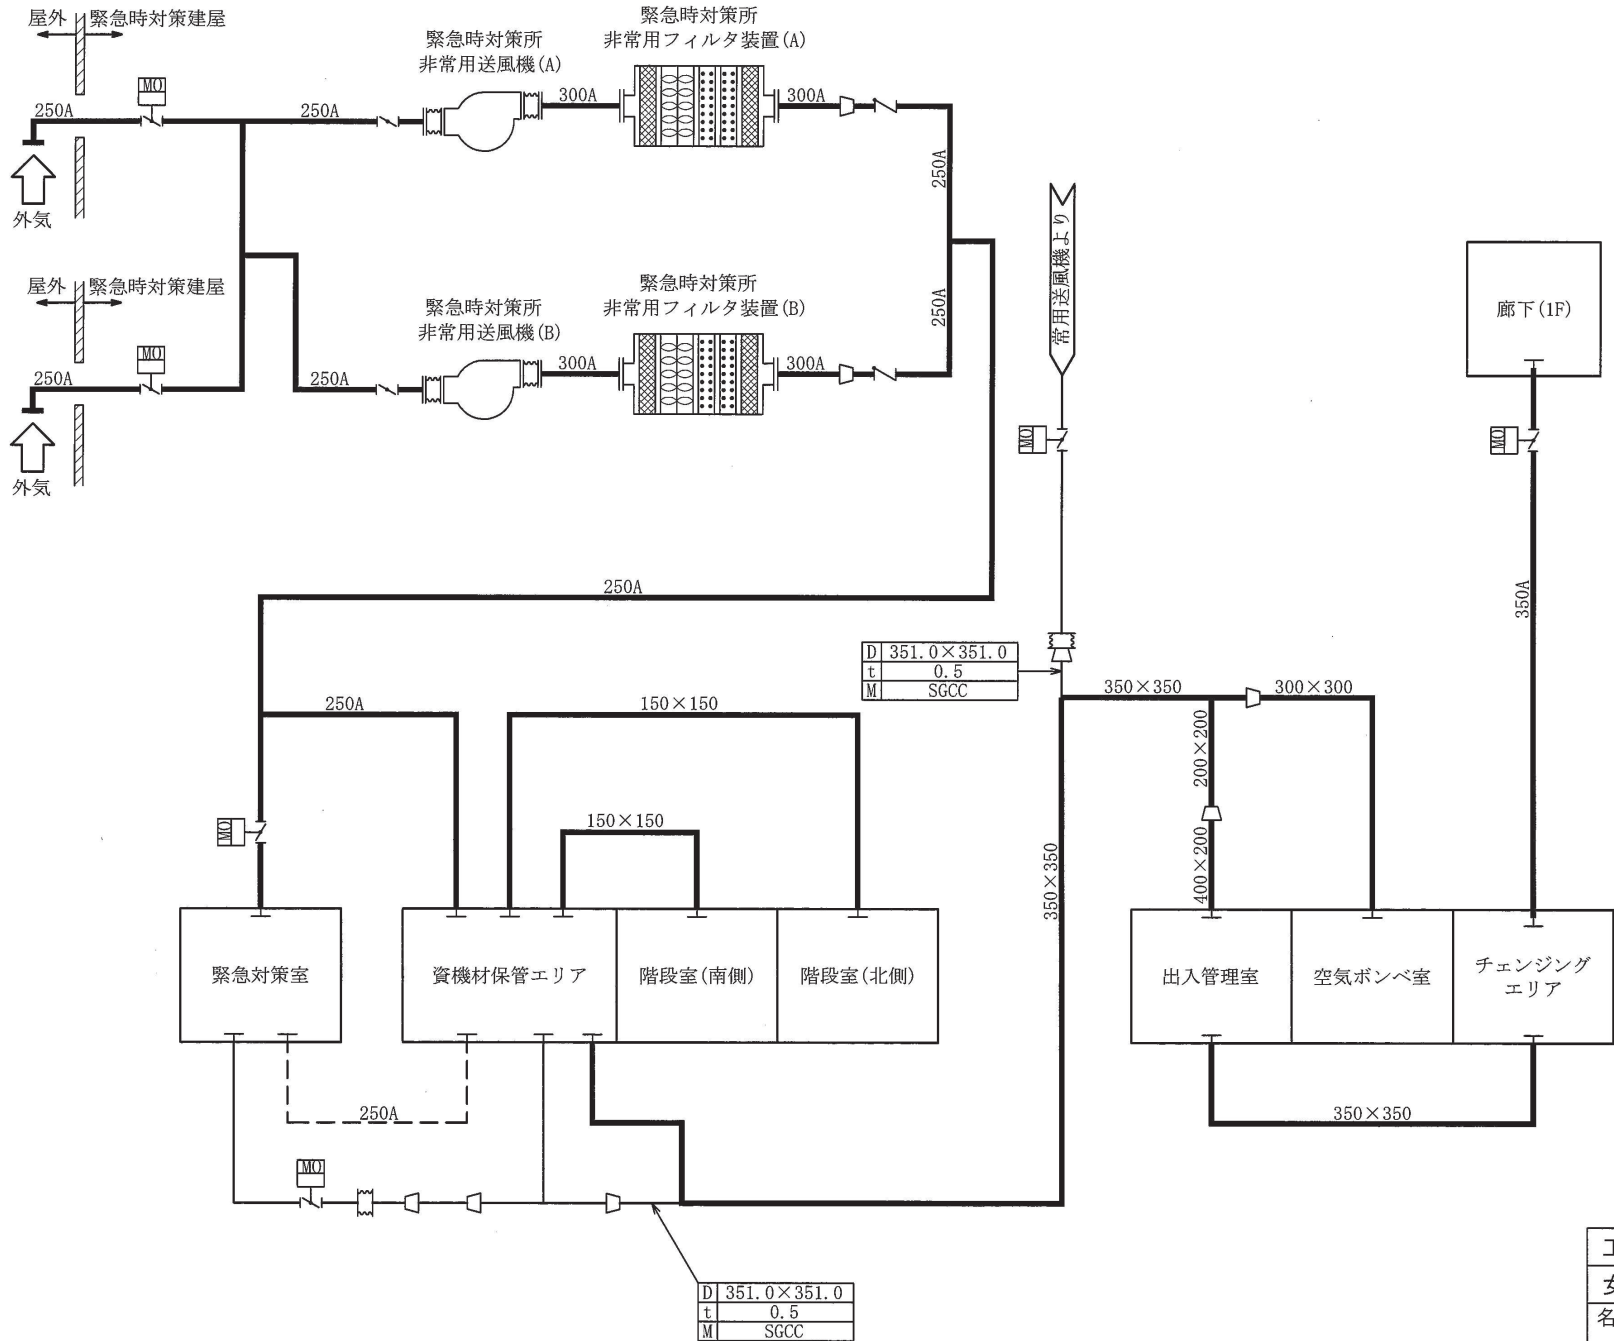 屋外 緊急時対策建屋
緊急時対策所
非常用送風機(A)
緊急時対策所
非常用フィルタ装置(A)
MO
250A
250A
300A
300A
外気
250A
屋外 緊急時対策建屋
緊急時対策所
非常用送風機(B)
緊急時対策所
非常用フィルタ装置(B)
MO
250A
250A
300A
300A
250A
外気
常用送風機より
MO
廊下(1F)
MO
350A
250A
D 351.0×351.0
t 0.5
M SGCC
250A
150×150
150×150
MO
350×350
300×300
200×200
400×200
350×350
緊急対策室
資機材保管エリア
階段室(南側)
階段室(北側)
出入管理室
空気ボンベ室
チェンジング
エリア
250A
350×350
MO
D 351.0×351.0
t 0.5
M SGCC